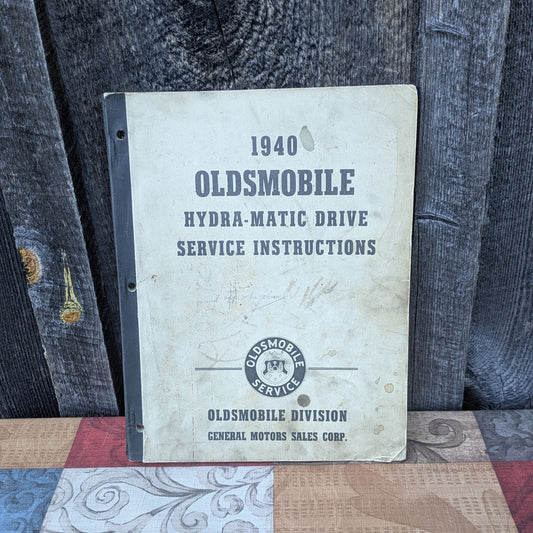 1940
OLDSMOBILE
HYDRA-MATIC DRIVE
SERVICE INSTRUCTIONS
OLDSMOBILE
SERVICE
OLDSMOBILE DIVISION
GENERAL MOTORS SALES CORP.